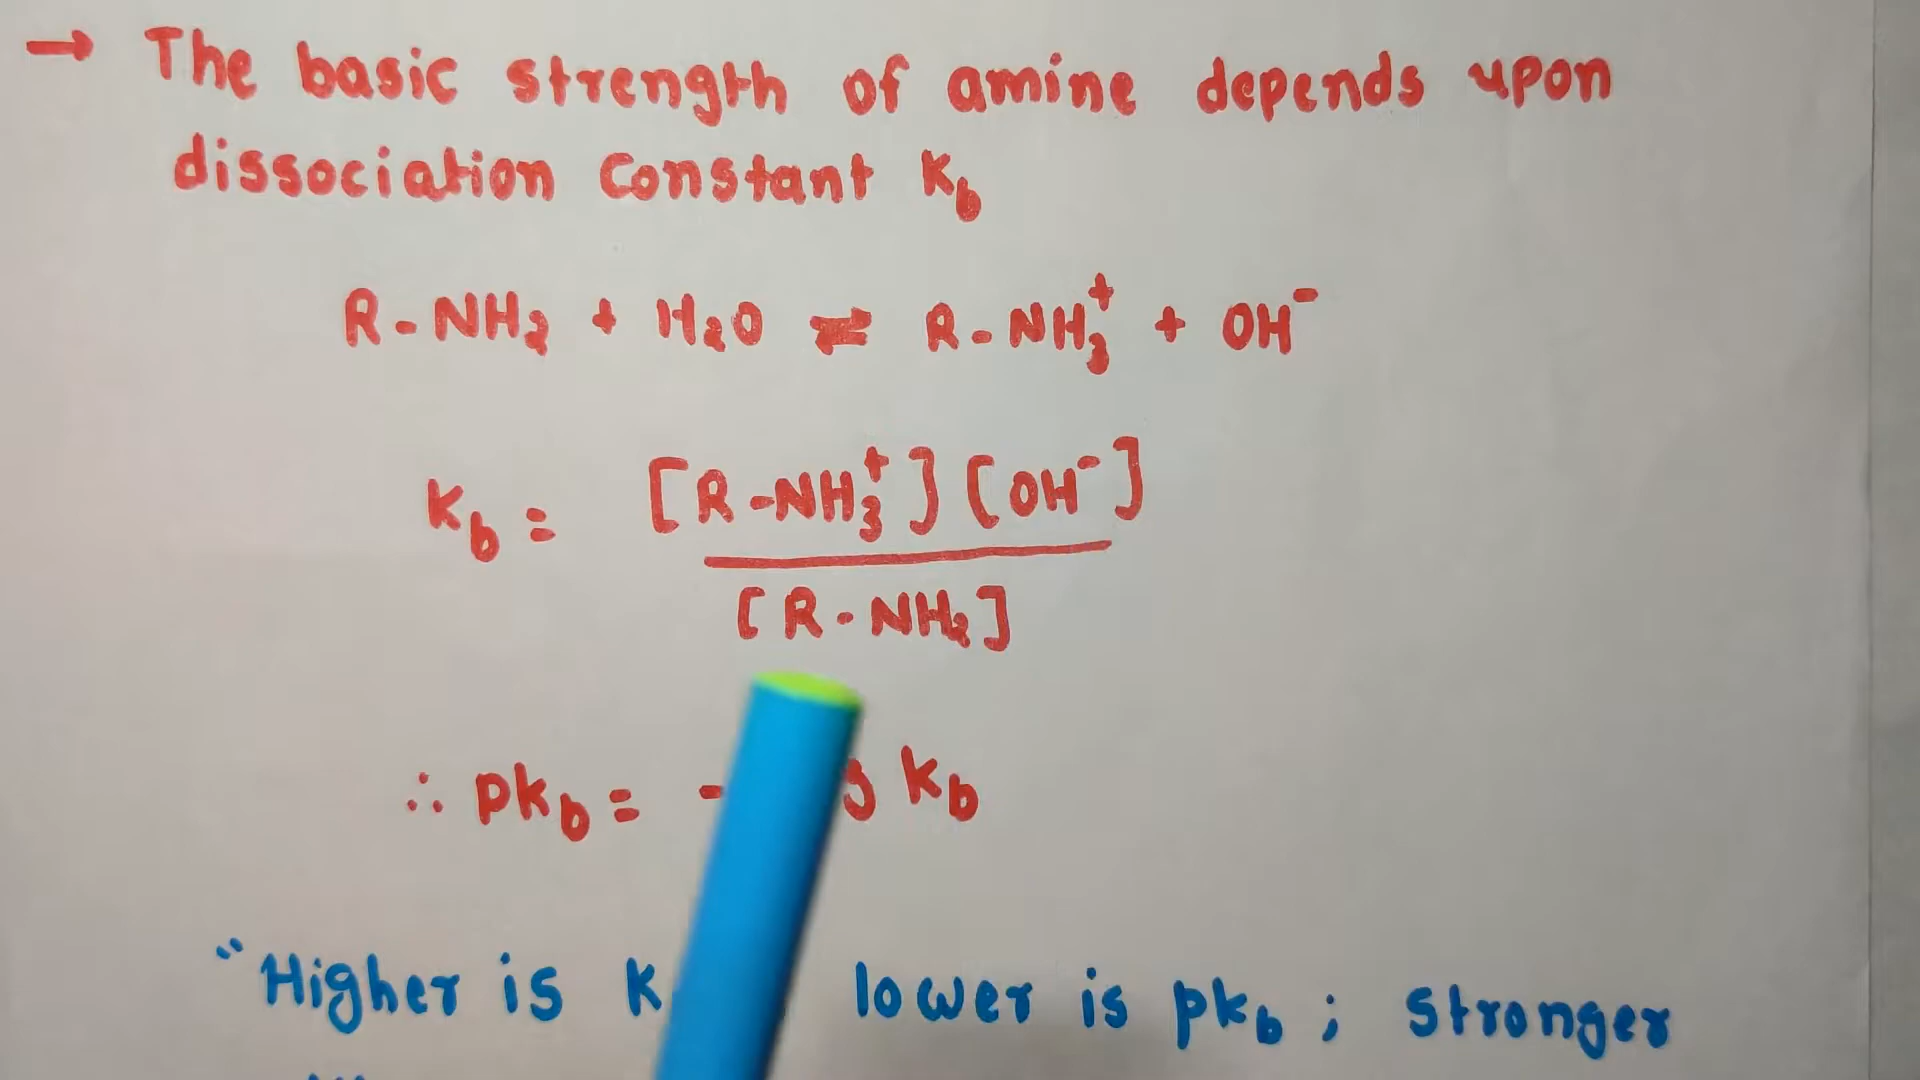 → The basic strength of amine depends upon
dissociation constant Kb
R-NH₂ + H₂O ⇌ R-NH₃⁺ + OH⁻
Kb = [R-NH₃⁺] [OH⁻]
[R-NH₂]
∴ pKb = - g Kb
"Higher is K lower is pKb ; stronger